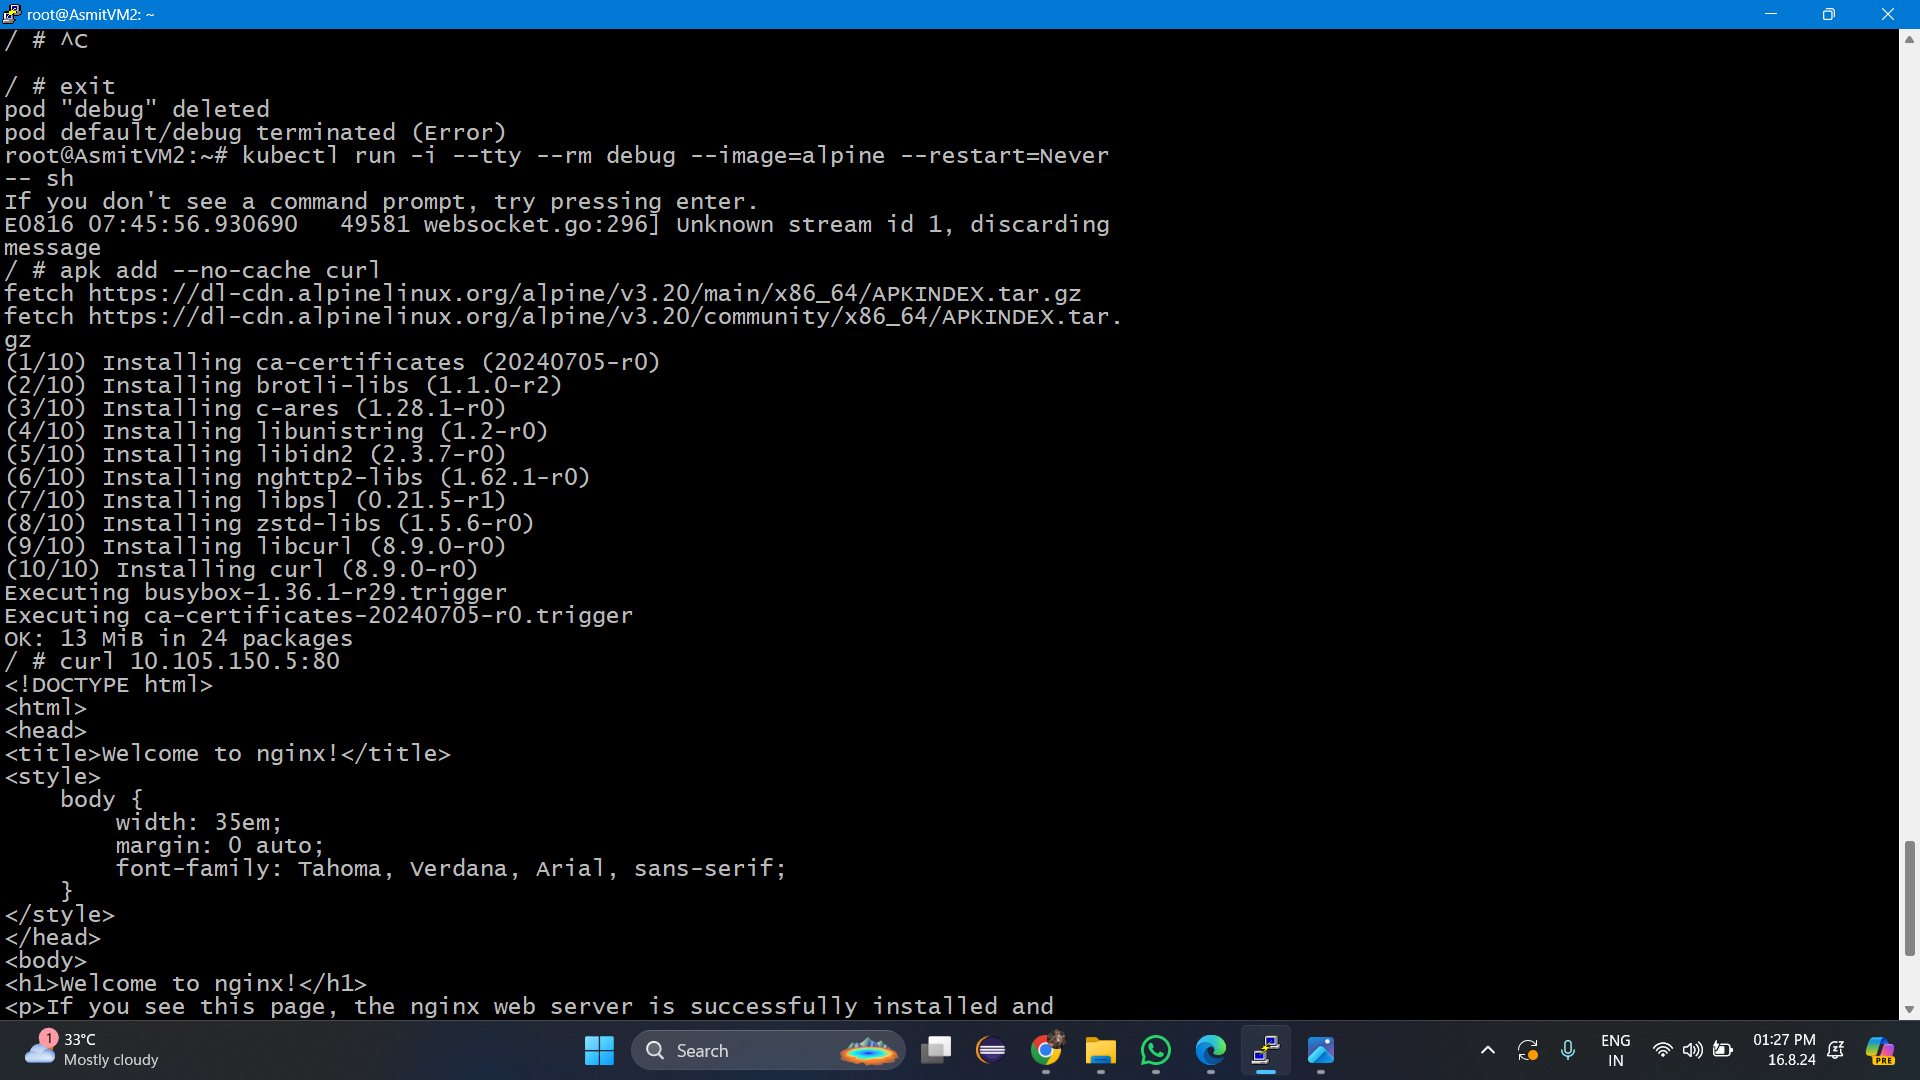 root@AsmitVM2: ~
/ # ^C
/ # exit
pod "debug" deleted
pod default/debug terminated (Error)
root@AsmitVM2:~# kubectl run -i --tty --rm debug --image=alpine --restart=Never
-- sh
If you don't see a command prompt, try pressing enter.
E0816 07:45:56.930690   49581 websocket.go:296] Unknown stream id 1, discarding
message
/ # apk add --no-cache curl
fetch https://dl-cdn.alpinelinux.org/alpine/v3.20/main/x86_64/APKINDEX.tar.gz
fetch https://dl-cdn.alpinelinux.org/alpine/v3.20/community/x86_64/APKINDEX.tar.
gz
(1/10) Installing ca-certificates (20240705-r0)
(2/10) Installing brotli-libs (1.1.0-r2)
(3/10) Installing c-ares (1.28.1-r0)
(4/10) Installing libunistring (1.2-r0)
(5/10) Installing libidn2 (2.3.7-r0)
(6/10) Installing nghttp2-libs (1.62.1-r0)
(7/10) Installing libpsl (0.21.5-r1)
(8/10) Installing zstd-libs (1.5.6-r0)
(9/10) Installing libcurl (8.9.0-r0)
(10/10) Installing curl (8.9.0-r0)
Executing busybox-1.36.1-r29.trigger
Executing ca-certificates-20240705-r0.trigger
OK: 13 MiB in 24 packages
/ # curl 10.105.150.5:80
<!DOCTYPE html>
<html>
<head>
<title>Welcome to nginx!</title>
<style>
    body {
        width: 35em;
        margin: 0 auto;
        font-family: Tahoma, Verdana, Arial, sans-serif;
    }
</style>
</head>
<body>
<h1>Welcome to nginx!</h1>
<p>If you see this page, the nginx web server is successfully installed and
1
33°C
Mostly cloudy
Search
ENG
IN
01:27 PM
16.8.24
PRE